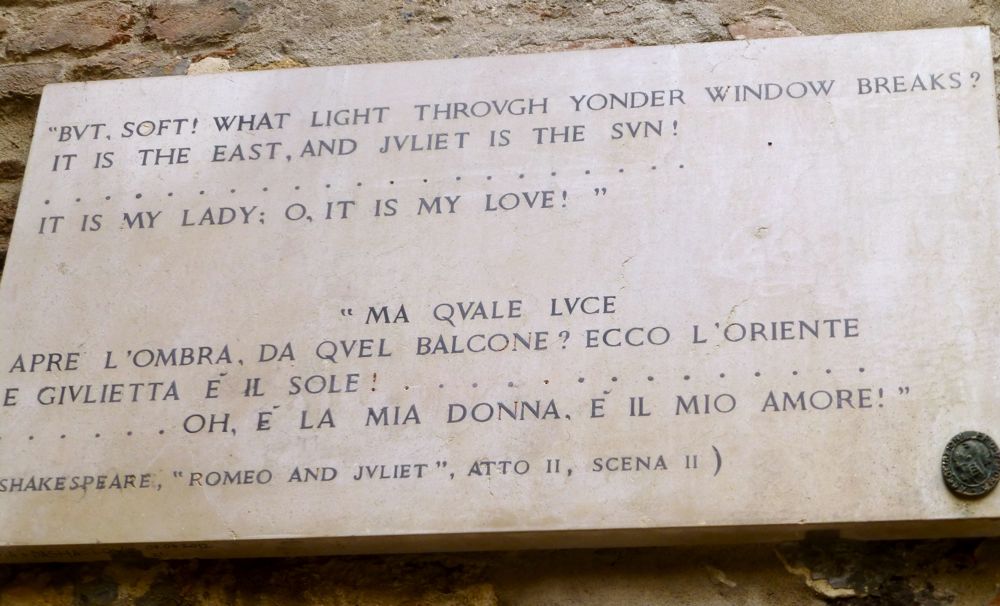 "BVT, SOFT! WHAT LIGHT THROVGH YONDER WINDOW BREAKS?
IT IS THE EAST, AND JVLIET IS THE SVN!
. . . . . . . . . . . . . . . . . . . . .
IT IS MY LADY; O, IT IS MY LOVE! "
" MA QVALE LVCE
APRE L'OMBRA, DA QVEL BALCONE? ECCO L'ORIENTE
E GIVLIETTA É IL SOLE! . . . . . . . . . . . . . .
. . . . . . OH, É LA MIA DONNA, É IL MIO AMORE! "
SHAKESPEARE, "ROMEO AND JVLIET", ATTO II, SCENA II )